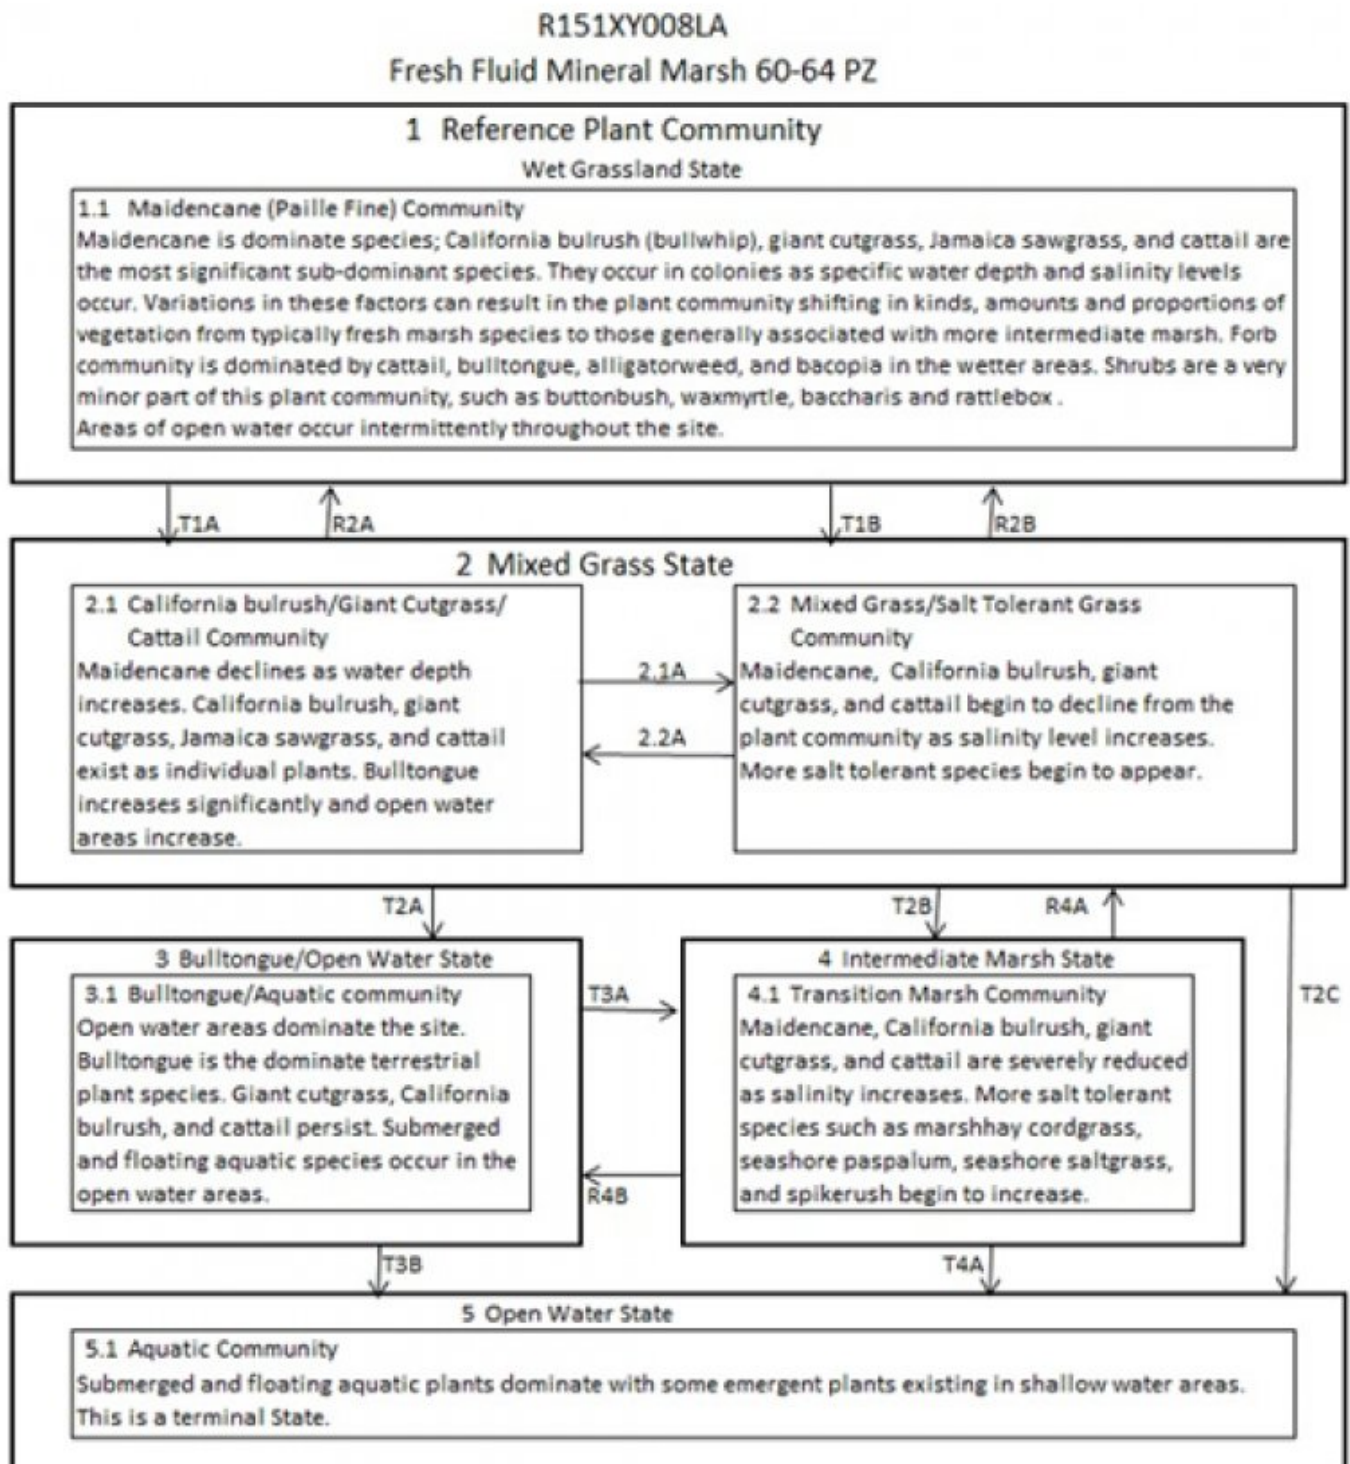 R151XY008LA
Fresh Fluid Mineral Marsh 60-64 PZ
1 Reference Plant Community
Wet Grassland State
1.1 Maidencane (Paille Fine) Community
Maidencane is dominate species; California bulrush (bullwhip), giant cutgrass, Jamaica sawgrass, and cattail are
the most significant sub-dominant species. They occur in colonies as specific water depth and salinity levels
occur. Variations in these factors can result in the plant community shifting in kinds, amounts and proportions of
vegetation from typically fresh marsh species to those generally associated with more intermediate marsh. Forb
community is dominated by cattail, bulltongue, alligatorweed, and bacopia in the wetter areas. Shrubs are a very
minor part of this plant community, such as buttonbush, waxmyrtle, baccharis and rattlebox .
Areas of open water occur intermittently throughout the site.
T1A
R2A
T1B
R2B
2 Mixed Grass State
2.1 California bulrush/Giant Cutgrass/
Cattail Community
Maidencane declines as water depth
increases. California bulrush, giant
cutgrass, Jamaica sawgrass, and cattail
exist as individual plants. Bulltongue
increases significantly and open water
areas increase.
2.1A
2.2A
2.2 Mixed Grass/Salt Tolerant Grass
Community
Maidencane, California bulrush, giant
cutgrass, and cattail begin to decline from the
plant community as salinity level increases.
More salt tolerant species begin to appear.
T2A
T2B
R4A
T2C
3 Bulltongue/Open Water State
3.1 Bulltongue/Aquatic community
Open water areas dominate the site.
Bulltongue is the dominate terrestrial
plant species. Giant cutgrass, California
bulrush, and cattail persist. Submerged
and floating aquatic species occur in the
open water areas.
T3A
R4B
4 Intermediate Marsh State
4.1 Transition Marsh Community
Maidencane, California bulrush, giant
cutgrass, and cattail are severely reduced
as salinity increases. More salt tolerant
species such as marshhay cordgrass,
seashore paspalum, seashore saltgrass,
and spikerush begin to increase.
T3B
T4A
5 Open Water State
5.1 Aquatic Community
Submerged and floating aquatic plants dominate with some emergent plants existing in shallow water areas.
This is a terminal State.